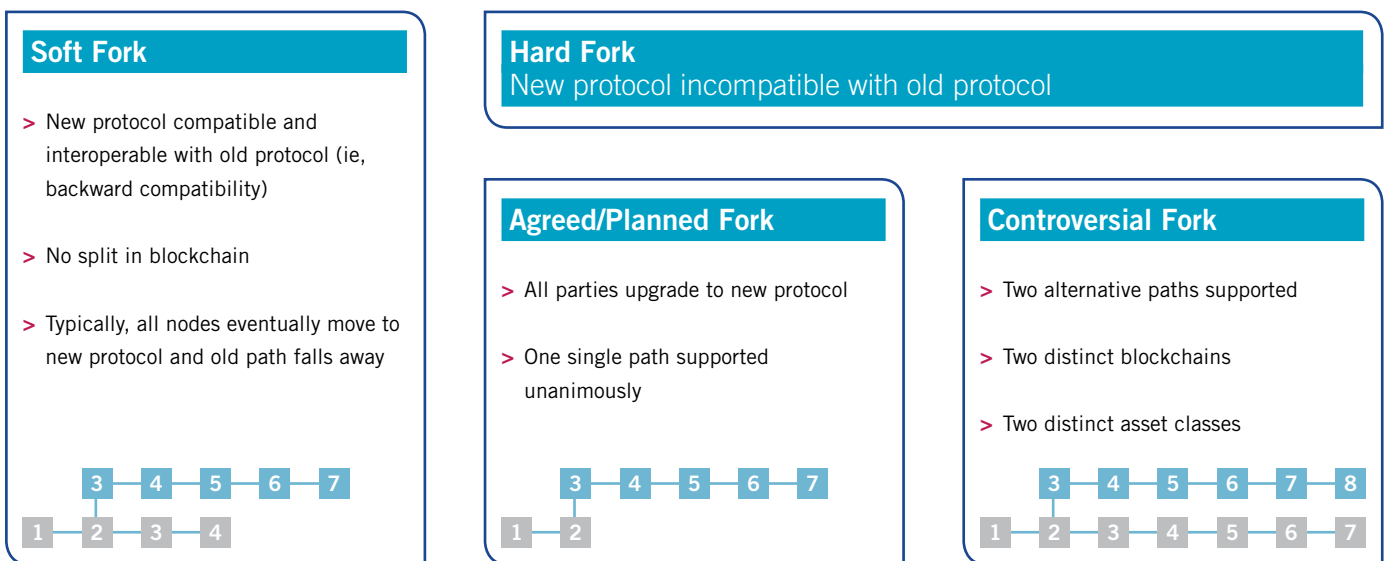 Soft Fork
> New protocol compatible and
interoperable with old protocol (ie,
backward compatibility)
> No split in blockchain
> Typically, all nodes eventually move to
new protocol and old path falls away
3 4 5 6 7
1 2 3 4
Hard Fork
New protocol incompatible with old protocol
Agreed/Planned Fork
> All parties upgrade to new protocol
> One single path supported
unanimously
3 4 5 6 7
1 2
Controversial Fork
> Two alternative paths supported
> Two distinct blockchains
> Two distinct asset classes
3 4 5 6 7 8
1 2 3 4 5 6 7